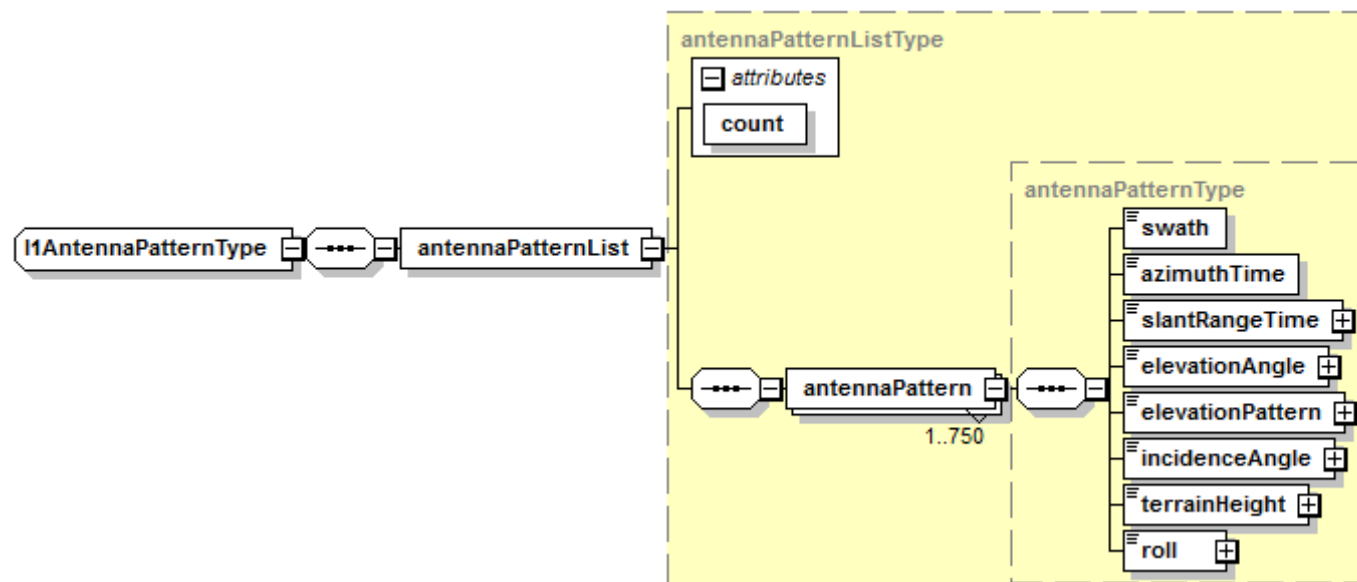 antennaPatternListType
attributes
count
antennaPatternType
l1AntennaPatternType
antennaPatternList
antennaPattern
1..750
swath
azimuthTime
slantRangeTime
elevationAngle
elevationPattern
incidenceAngle
terrainHeight
roll